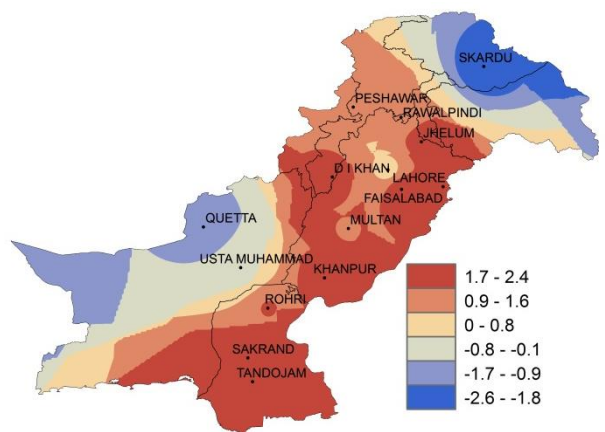 SKARDU
PESHAWAR
RAWALPINDI
JHELUM
D I KHAN
LAHORE
FAISALABAD
QUETTA
MULTAN
USTA MUHAMMAD
KHANPUR
ROHRI
SAKRAND
TANDOJAM
1.7 - 2.4
0.9 - 1.6
0 - 0.8
-0.8 - -0.1
-1.7 - -0.9
-2.6 - -1.8